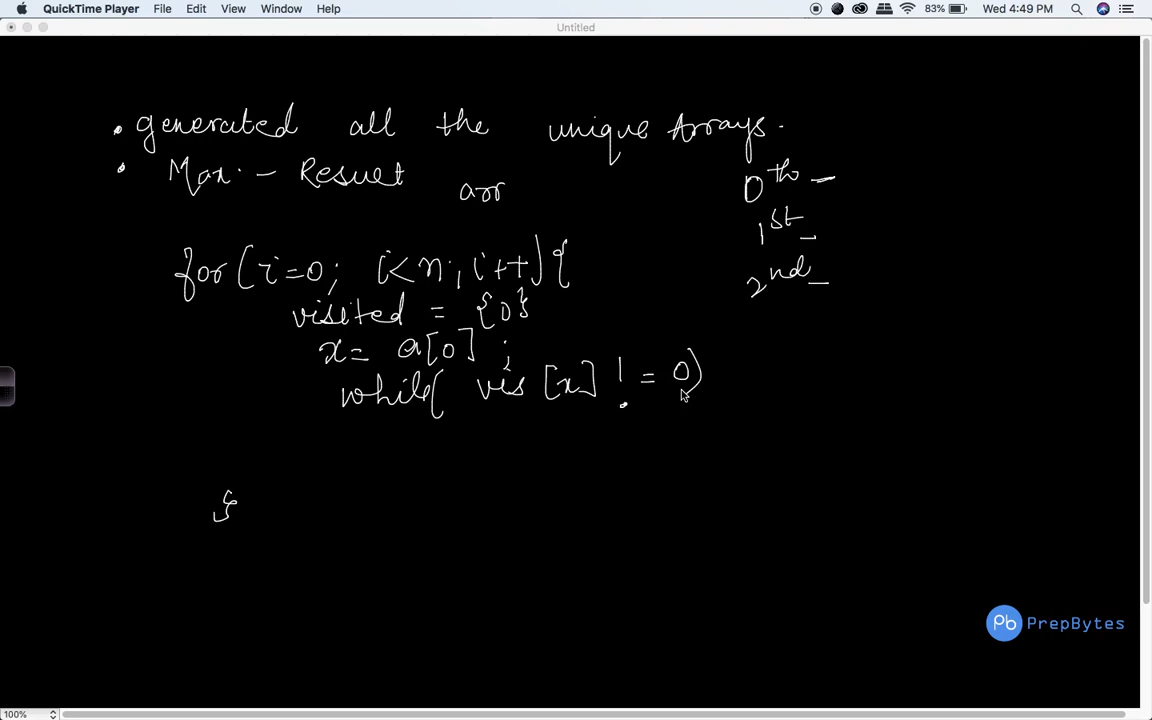 QuickTime Player File Edit View Window Help 83% Wed 4:49 PM
Untitled
• generated all the unique Arrays.
• Max. - Result arr
0th -
1st -
2nd -
for(i=0; i<n; i++){
visited = {0}
x= a[0] ;
while( vis [x] != 0)
}
Pb PrepBytes
100%